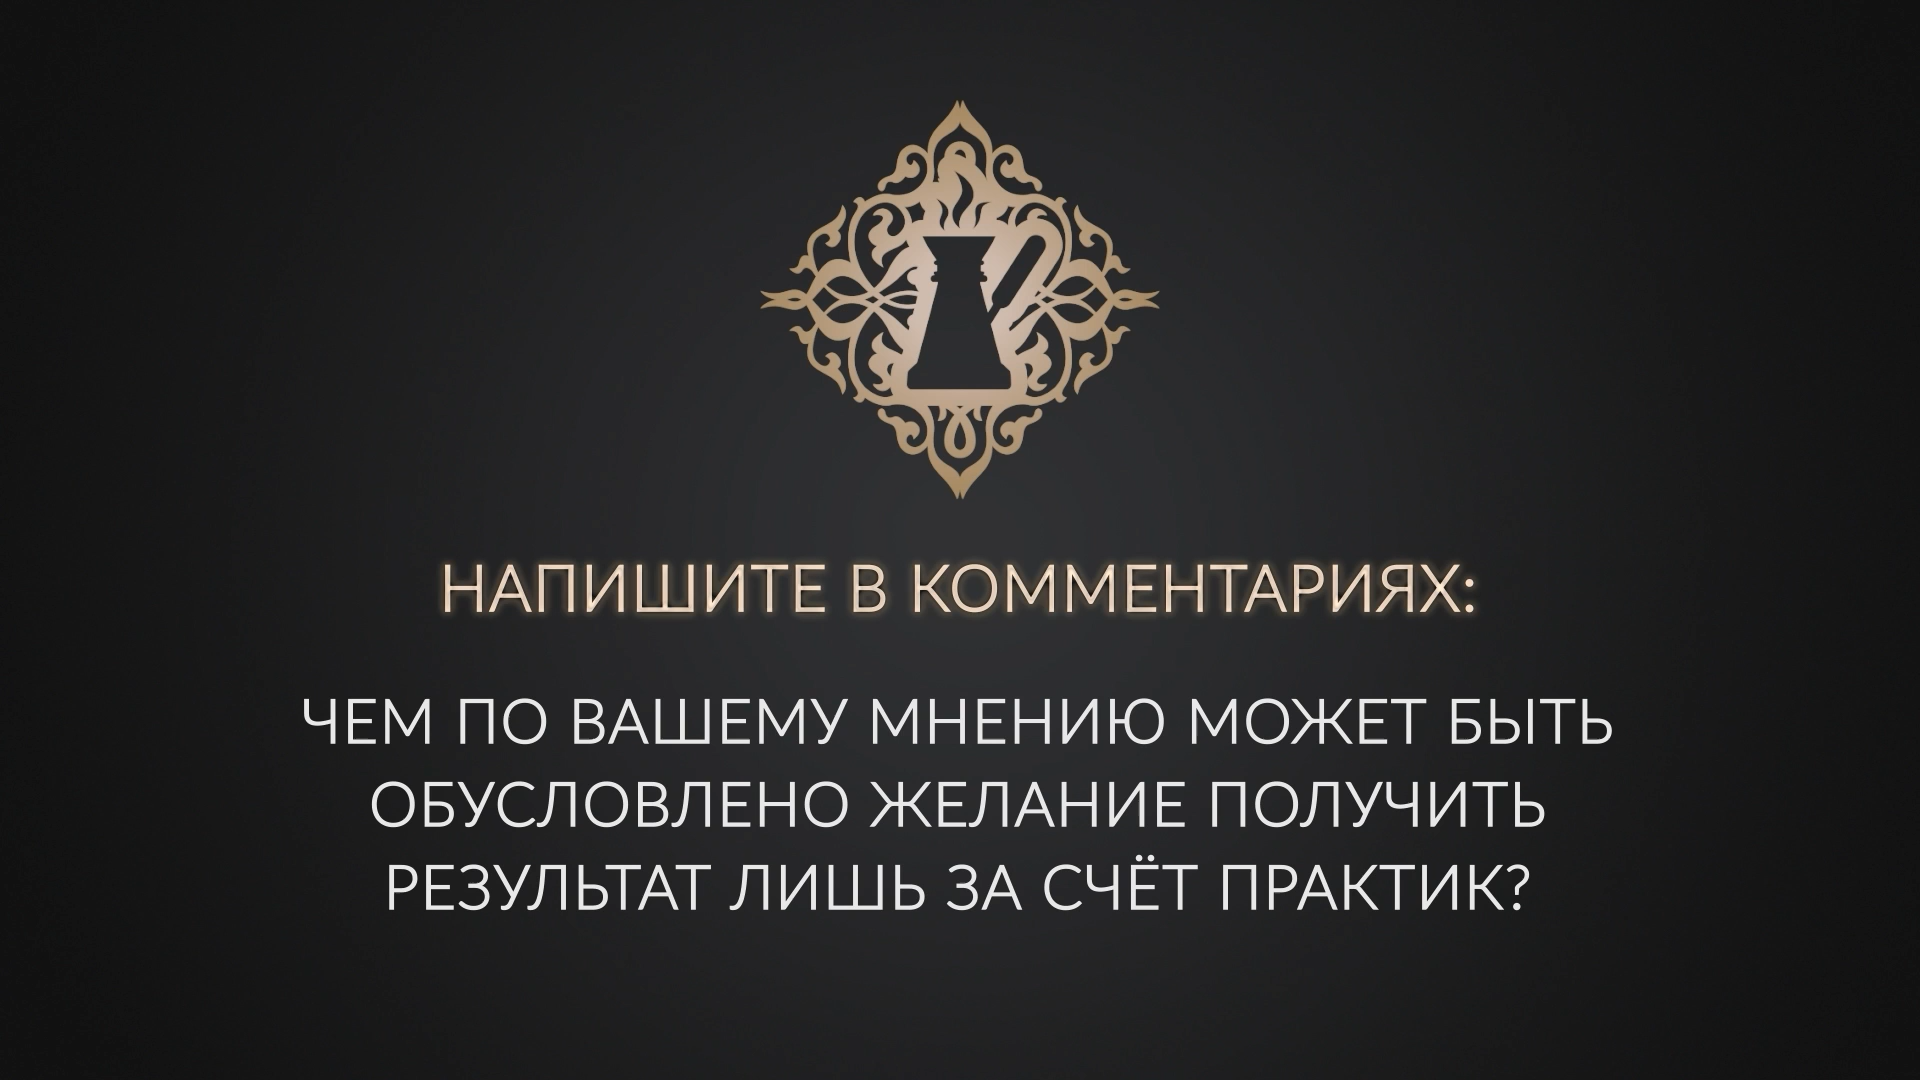 НАПИШИТЕ В КОММЕНТАРИЯХ:
ЧЕМ ПО ВАШЕМУ МНЕНИЮ МОЖЕТ БЫТЬ
ОБУСЛОВЛЕНО ЖЕЛАНИЕ ПОЛУЧИТЬ
РЕЗУЛЬТАТ ЛИШЬ ЗА СЧЁТ ПРАКТИК?